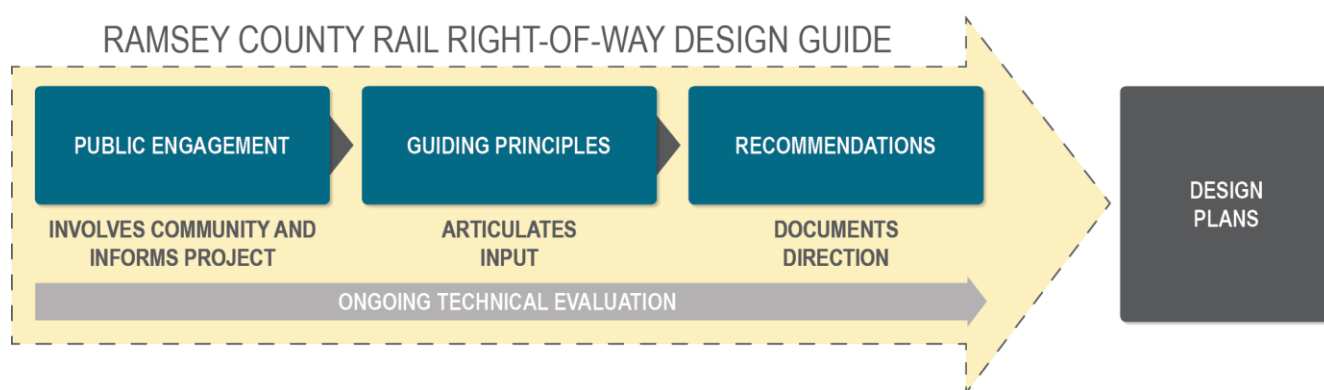 RAMSEY COUNTY RAIL RIGHT-OF-WAY DESIGN GUIDE
PUBLIC ENGAGEMENT
INVOLVES COMMUNITY AND
INFORMS PROJECT
GUIDING PRINCIPLES
ARTICULATES
INPUT
RECOMMENDATIONS
DOCUMENTS
DIRECTION
ONGOING TECHNICAL EVALUATION
DESIGN
PLANS